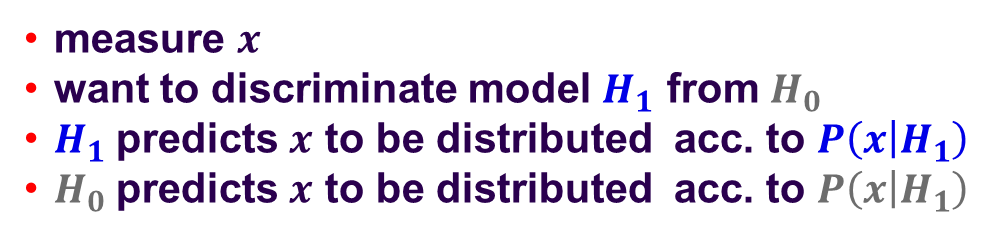 • measure x
• want to discriminate model H₁ from H₀
• H₁ predicts x to be distributed acc. to P(x|H₁)
• H₀ predicts x to be distributed acc. to P(x|H₁)